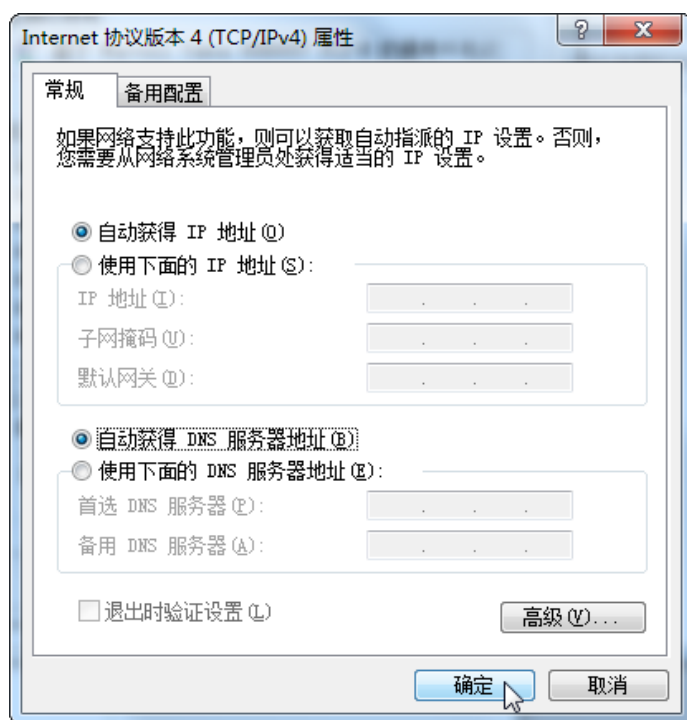 Internet 协议版本 4 (TCP/IPv4) 属性
常规 备用配置
如果网络支持此功能，则可以获取自动指派的 IP 设置。否则，
您需要从网络系统管理员处获得适当的 IP 设置。
自动获得 IP 地址(O)
使用下面的 IP 地址(S):
IP 地址(I):
子网掩码(U):
默认网关(D):
自动获得 DNS 服务器地址(B)
使用下面的 DNS 服务器地址(E):
首选 DNS 服务器(P):
备用 DNS 服务器(A):
退出时验证设置(L)
高级(V)...
确定 取消